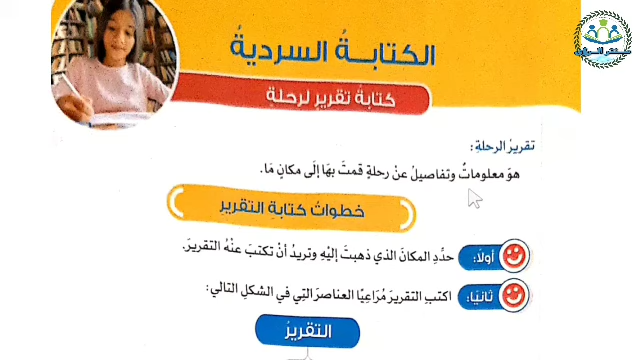 الكتابةُ السرديةُ
كتابةُ تقريرٍ لرحلةٍ
تقريرُ الرحلةِ:
هوَ معلوماتٌ وتفاصيلُ عنْ رحلةٍ قمتَ بهَا إلَى مكانٍ مَا.
خطواتُ كتابةِ التقريرِ
أولًا: حدِّدِ المكانَ الذي ذهبتَ إليْهِ وتريدُ أنْ تكتبَ عنْهُ التقريرَ.
ثانيًا: اكتبِ التقريرَ مُرَاعِيًا العناصرَ التِي في الشكلِ التالِي:
التقريرُ